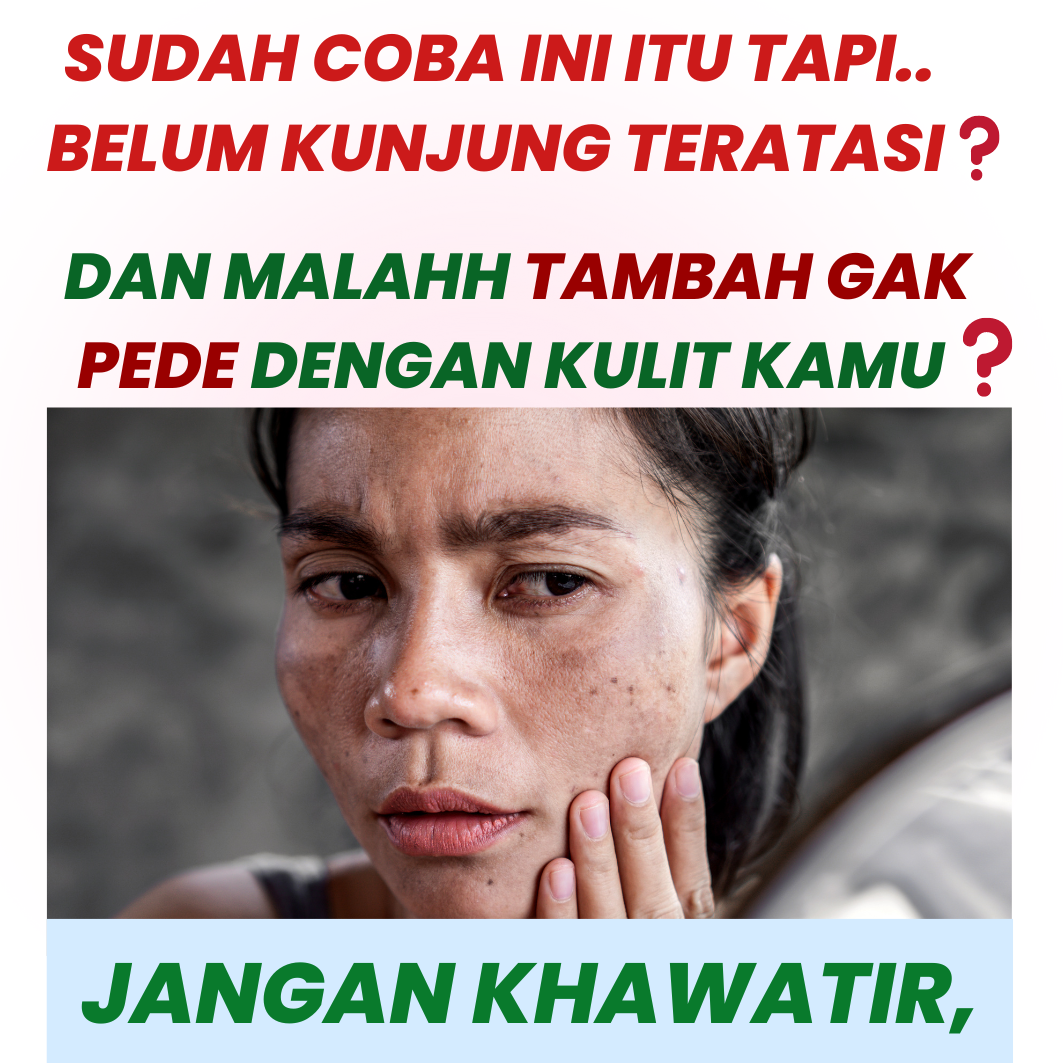 SUDAH COBA INI ITU TAPI..
BELUM KUNJUNG TERATASI?
DAN MALAHH TAMBAH GAK
PEDE DENGAN KULIT KAMU?
JANGAN KHAWATIR,